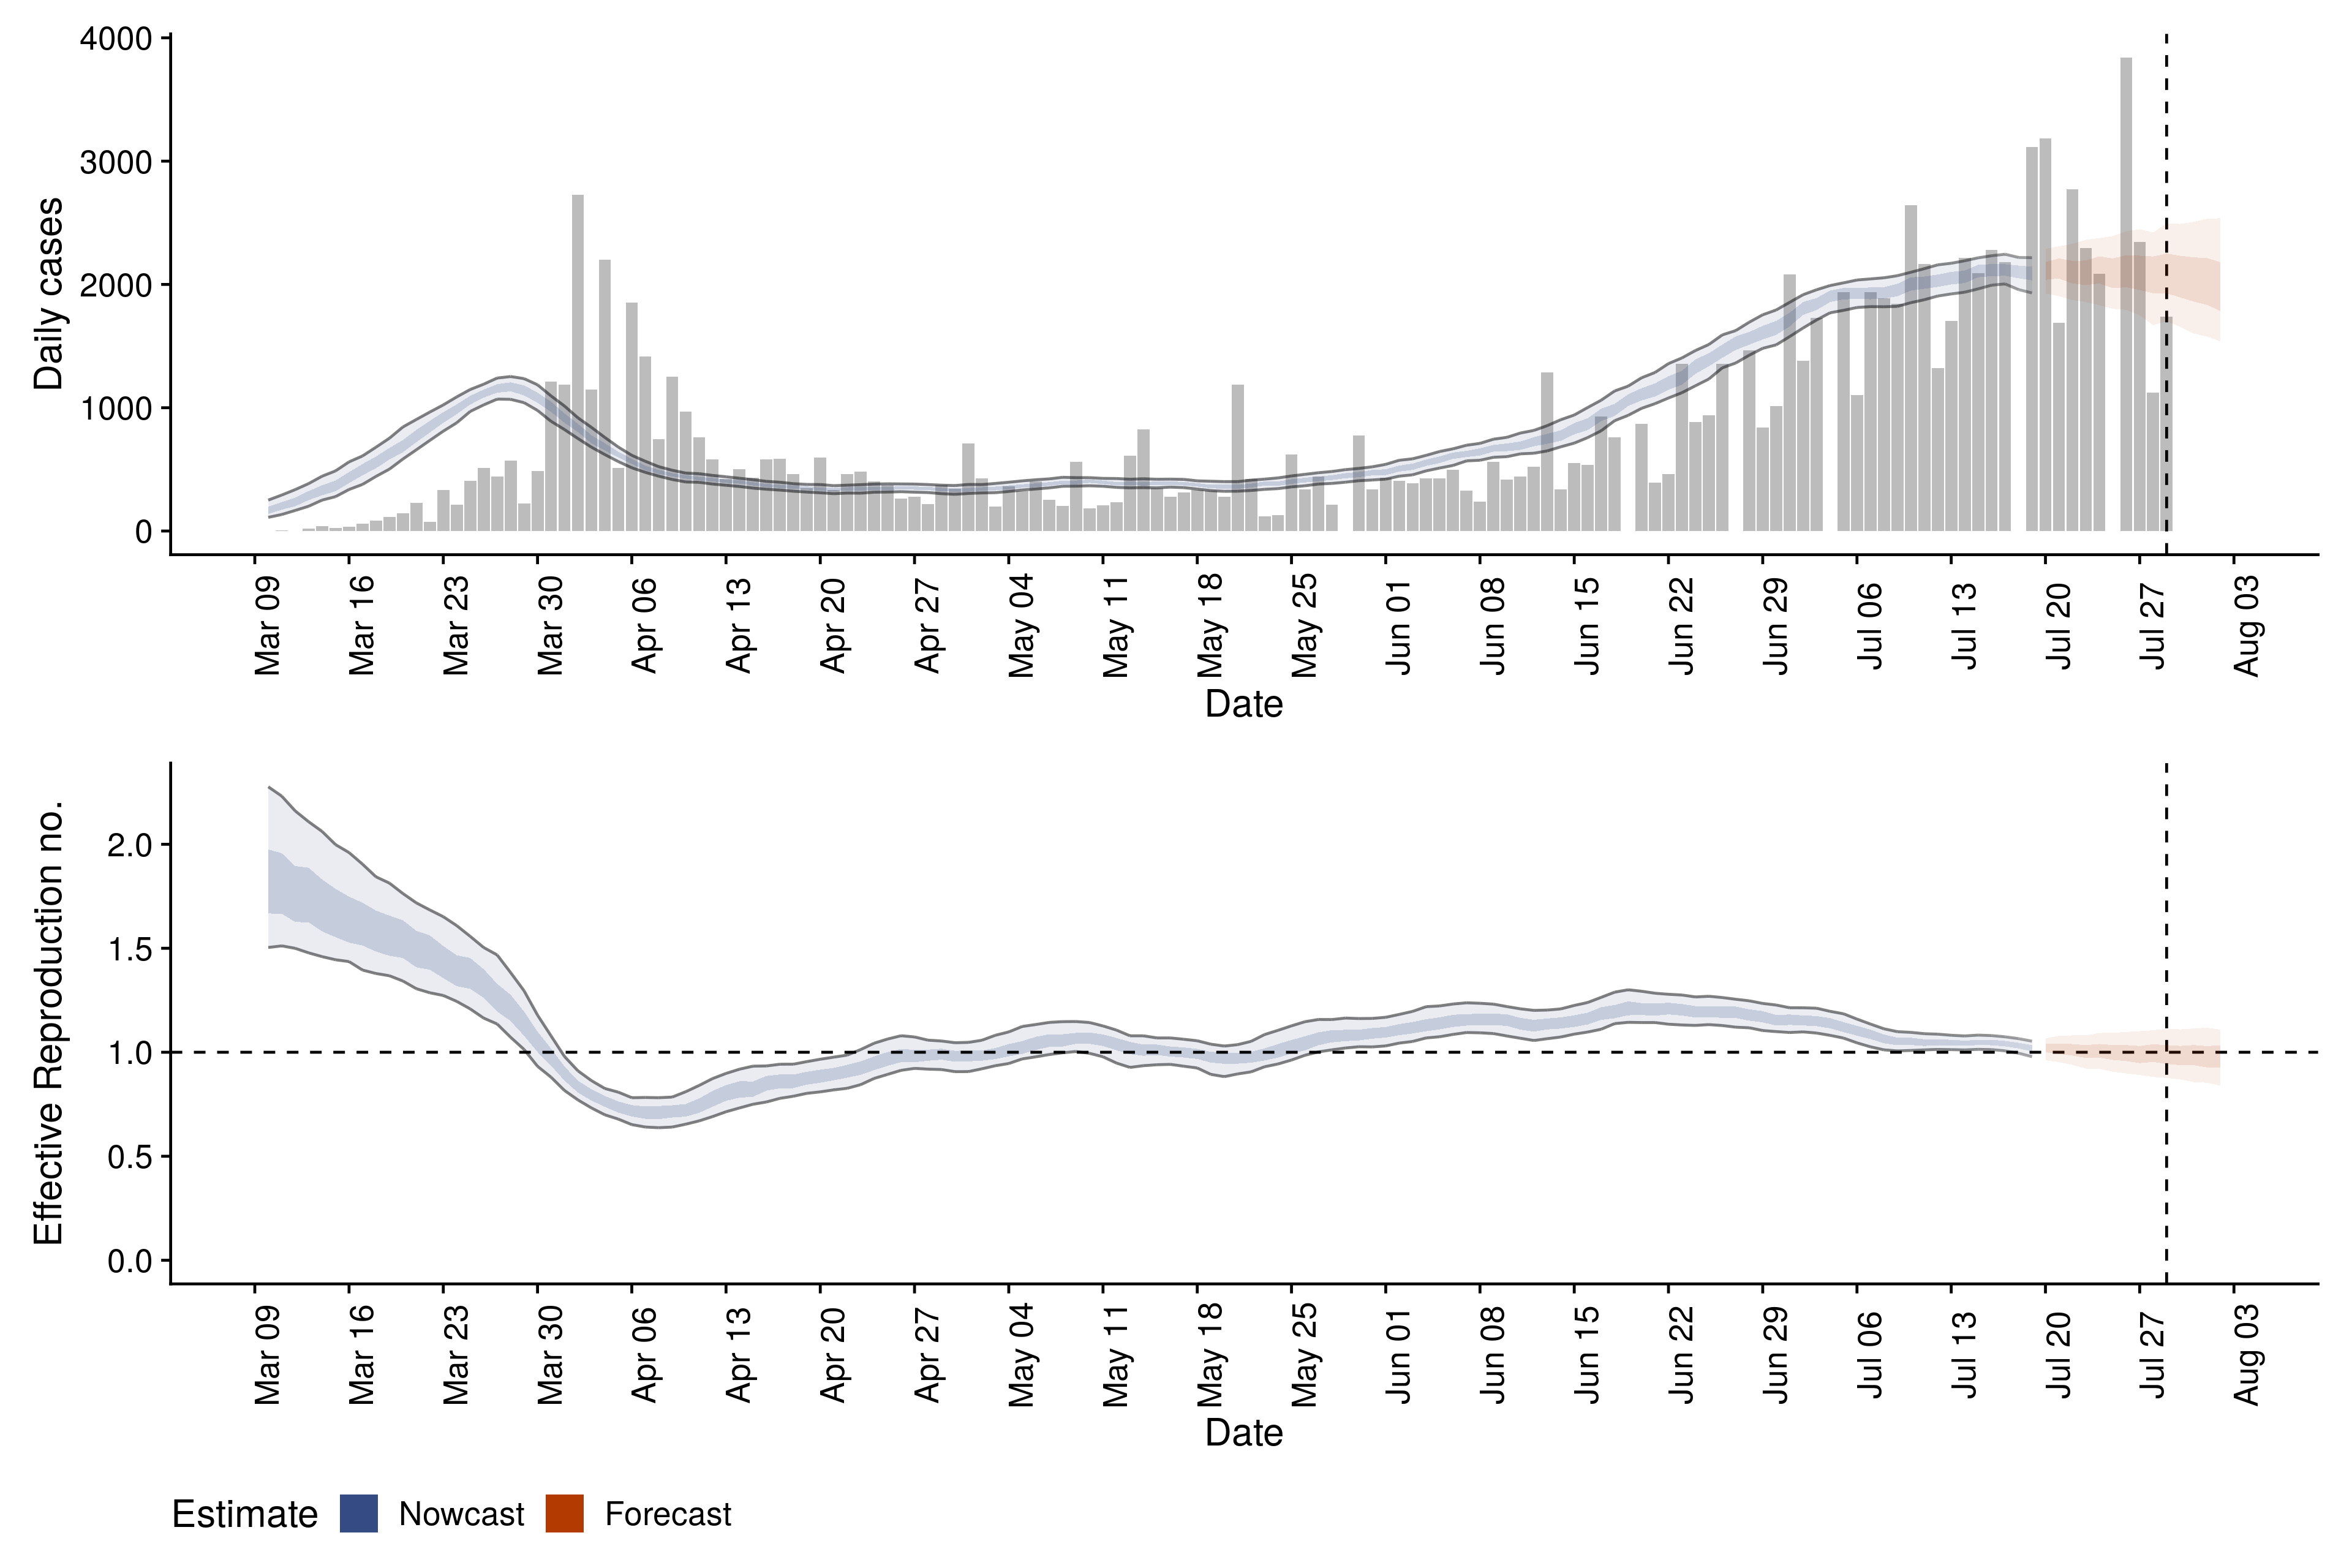 4000
3000
2000
1000
0
Daily cases
Mar 09
Mar 16
Mar 23
Mar 30
Apr 06
Apr 13
Apr 20
Apr 27
May 04
May 11
May 18
May 25
Jun 01
Jun 08
Jun 15
Jun 22
Jun 29
Jul 06
Jul 13
Jul 20
Jul 27
Aug 03
Date
2.0
1.5
1.0
0.5
0.0
Effective Reproduction no.
Mar 09
Mar 16
Mar 23
Mar 30
Apr 06
Apr 13
Apr 20
Apr 27
May 04
May 11
May 18
May 25
Jun 01
Jun 08
Jun 15
Jun 22
Jun 29
Jul 06
Jul 13
Jul 20
Jul 27
Aug 03
Date
Estimate Nowcast Forecast